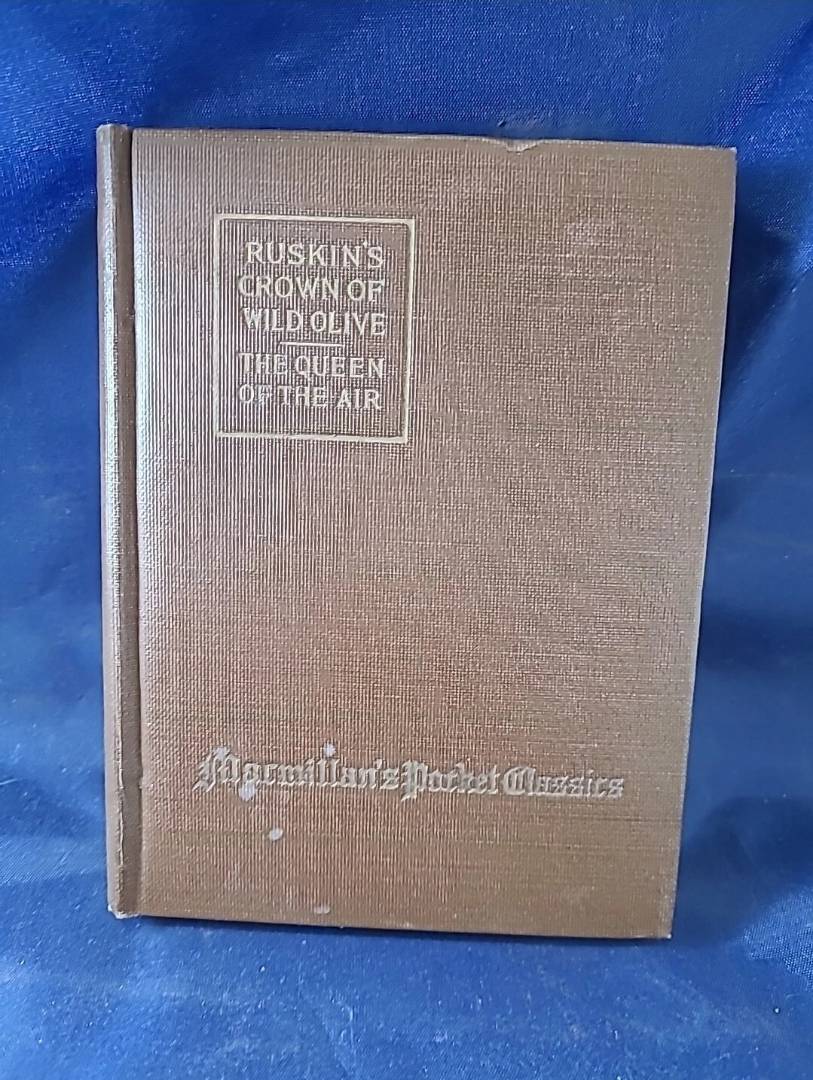 RUSKIN'S
CROWN OF
WILD OLIVE
THE QUEEN
OF THE AIR
Macmillan's Pocket Classics